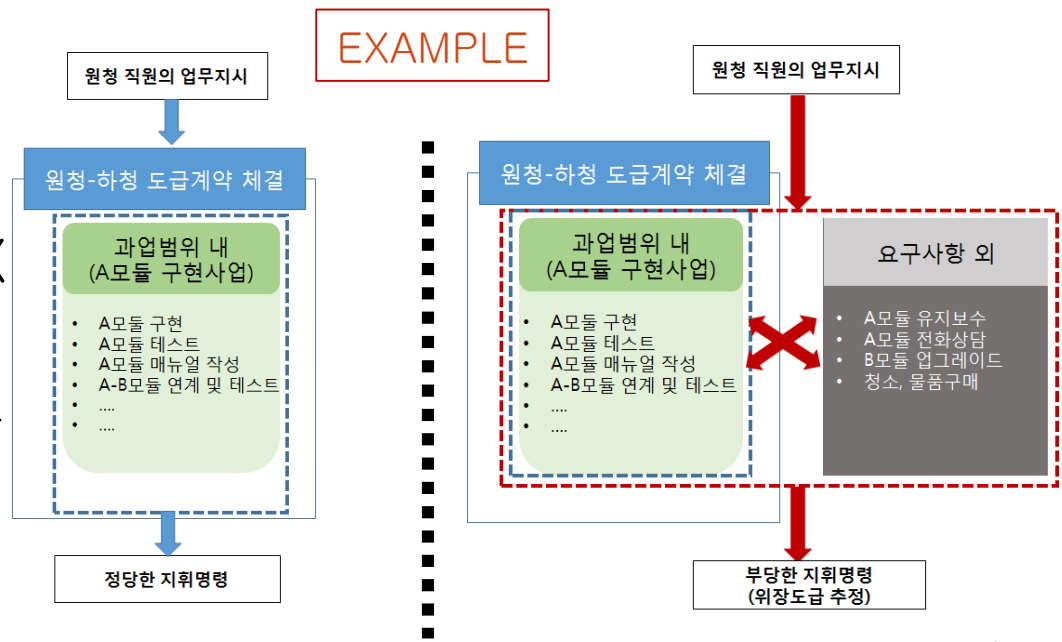 EXAMPLE
원청 직원의 업무지시
원청-하청 도급계약 체결
과업범위 내
(A모듈 구현사업)
• A모둘 구현
• A모듈 테스트
• A모듈 매뉴얼 작성
• A-B모듈 연계 및 테스트
• ....
• ....
정당한 지휘명령
원청 직원의 업무지시
원청-하청 도급계약 체결
과업범위 내
(A모듈 구현사업)
• A모둘 구현
• A모듈 테스트
• A모듈 매뉴얼 작성
• A-B모듈 연계 및 테스트
• ....
• ....
요구사항 외
• A모듈 유지보수
• A모듈 전화상담
• B모듈 업그레이드
• 청소, 물품구매
부당한 지휘명령
(위장도급 추정)